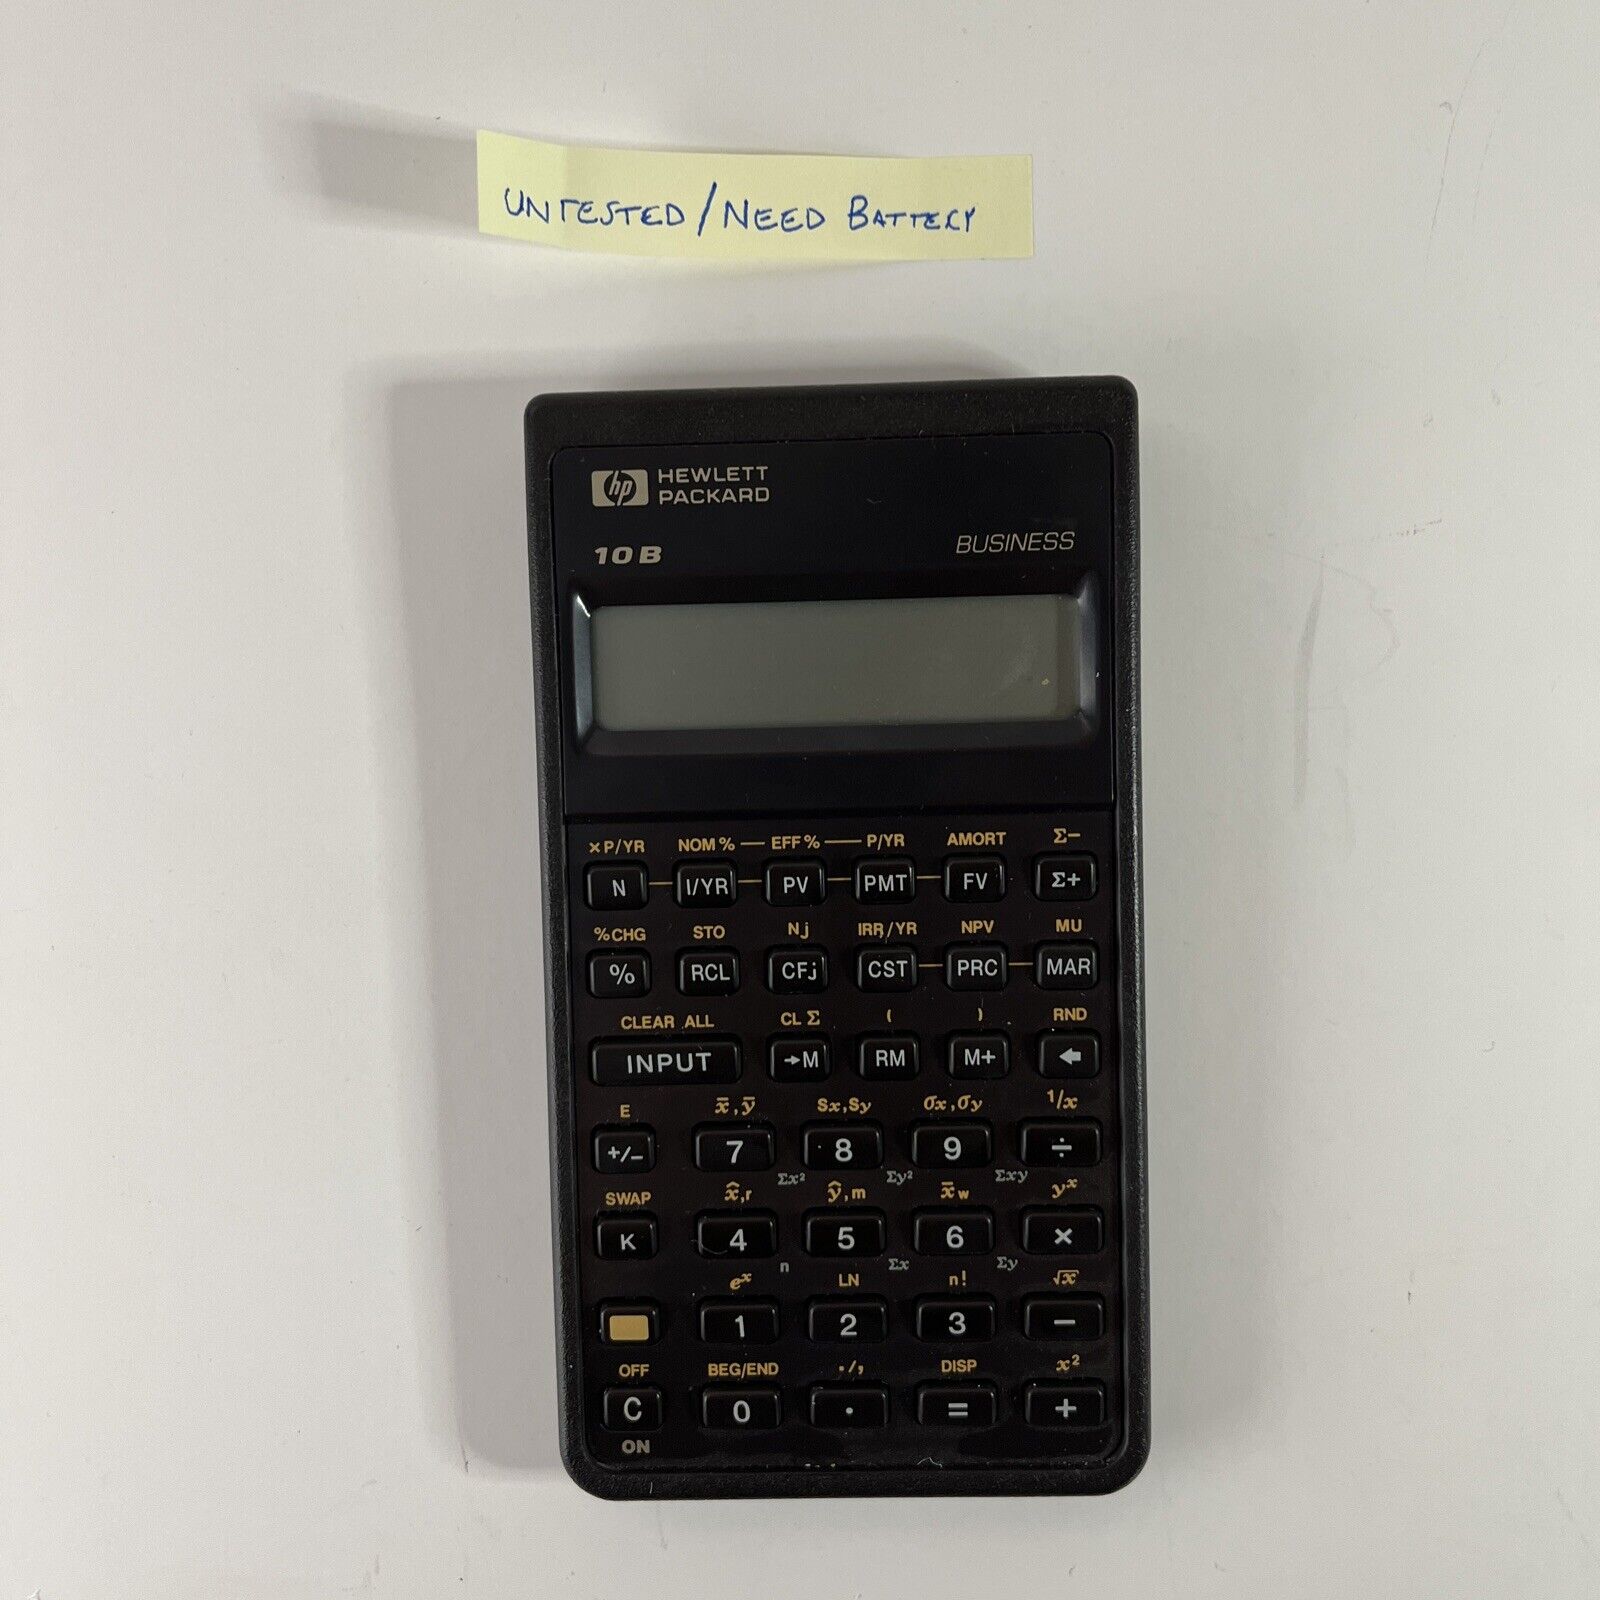 UNTESTED/NEED BATTERY
hp HEWLETT
PACKARD
10B BUSINESS
×P/YR NOM% EFF% P/YR AMORT Σ−
N I/YR PV PMT FV Σ+
%CHG STO Nj IRR/YR NPV MU
% RCL CFj CST PRC MAR
CLEAR ALL CL Σ ( ) RND
INPUT →M RM M+ ←
E x̄,ȳ Sx,Sy σx,σy 1/x
+/− 7 8 9 ÷
Σx² Σy² Σxy
SWAP x̂,r ŷ,m x̄w yˣ
K 4 5 6 ×
n Σx Σy
eˣ LN n! √x
1 2 3 −
OFF BEG/END ·/, DISP x²
C 0 · = +
ON